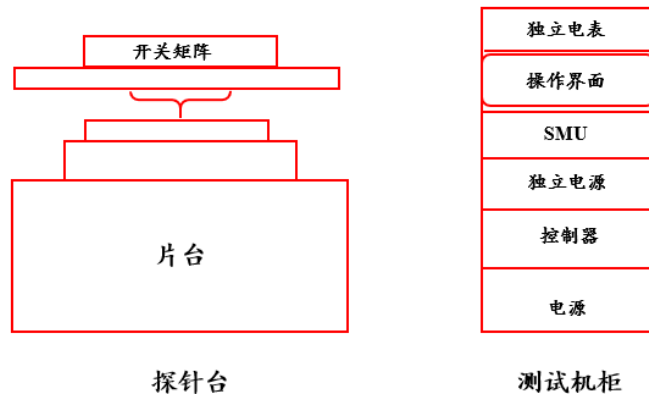 开关矩阵
片台
探针台
独立电表
操作界面
SMU
独立电源
控制器
电源
测试机柜